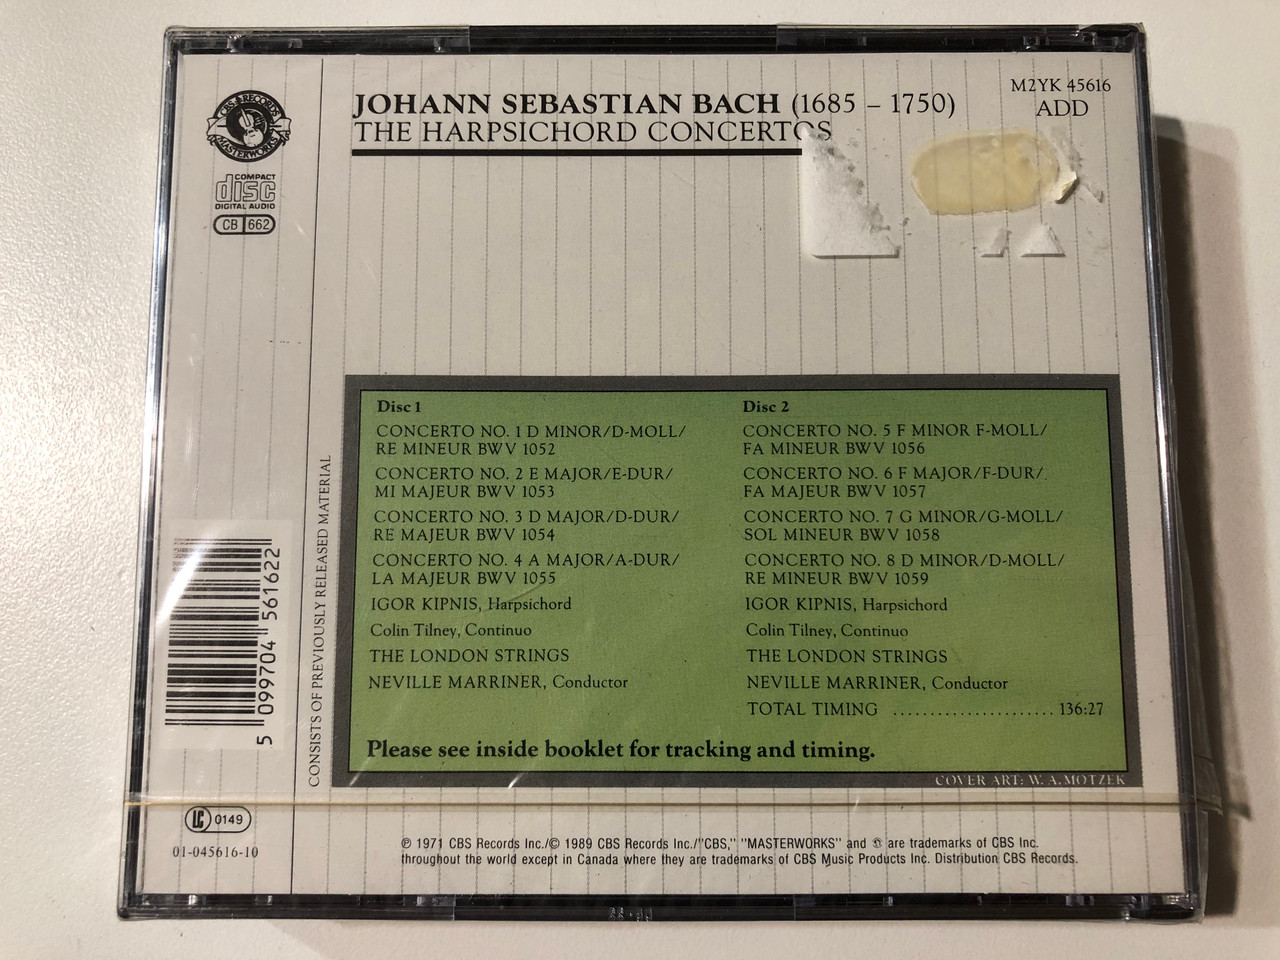 CBS RECORDS
MASTERWORKS
COMPACT
disc
DIGITAL AUDIO
CB 662
JOHANN SEBASTIAN BACH (1685 – 1750)
THE HARPSICHORD CONCERTOS
M2YK 45616
ADD
Disc 1
CONCERTO NO. 1 D MINOR/D-MOLL/
RE MINEUR BWV 1052
CONCERTO NO. 2 E MAJOR/E-DUR/
MI MAJEUR BWV 1053
CONCERTO NO. 3 D MAJOR/D-DUR/
RE MAJEUR BWV 1054
CONCERTO NO. 4 A MAJOR/A-DUR/
LA MAJEUR BWV 1055
IGOR KIPNIS, Harpsichord
Colin Tilney, Continuo
THE LONDON STRINGS
NEVILLE MARRINER, Conductor
Disc 2
CONCERTO NO. 5 F MINOR F-MOLL/
FA MINEUR BWV 1056
CONCERTO NO. 6 F MAJOR/F-DUR/
FA MAJEUR BWV 1057
CONCERTO NO. 7 G MINOR/G-MOLL/
SOL MINEUR BWV 1058
CONCERTO NO. 8 D MINOR/D-MOLL/
RE MINEUR BWV 1059
IGOR KIPNIS, Harpsichord
Colin Tilney, Continuo
THE LONDON STRINGS
NEVILLE MARRINER, Conductor
TOTAL TIMING ...................... 136:27
Please see inside booklet for tracking and timing.
COVER ART: W. A. MOTZEK
CONSISTS OF PREVIOUSLY RELEASED MATERIAL
5 099704 561622
LC 0149
01-045616-10
℗ 1971 CBS Records Inc./© 1989 CBS Records Inc./"CBS," "MASTERWORKS" and are trademarks of CBS Inc.
throughout the world except in Canada where they are trademarks of CBS Music Products Inc. Distribution CBS Records.